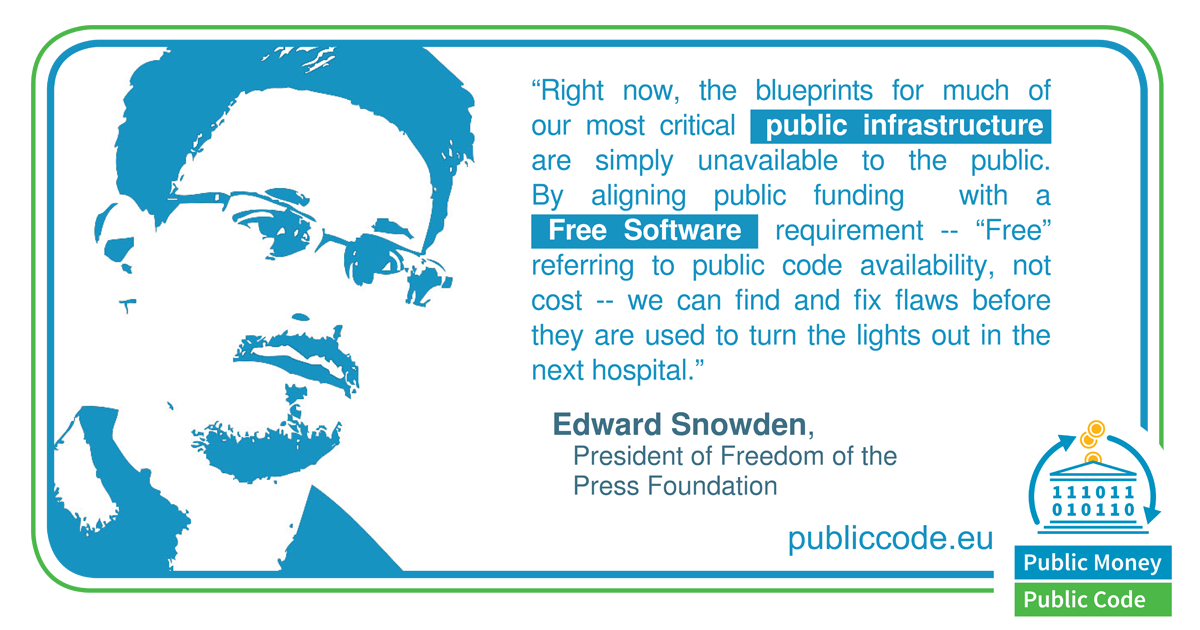 “Right now, the blueprints for much of
our most critical public infrastructure
are simply unavailable to the public.
By aligning public funding with a
Free Software requirement -- “Free”
referring to public code availability, not
cost -- we can find and fix flaws before
they are used to turn the lights out in the
next hospital.”
Edward Snowden,
President of Freedom of the
Press Foundation
publiccode.eu
111011
010110
Public Money
Public Code